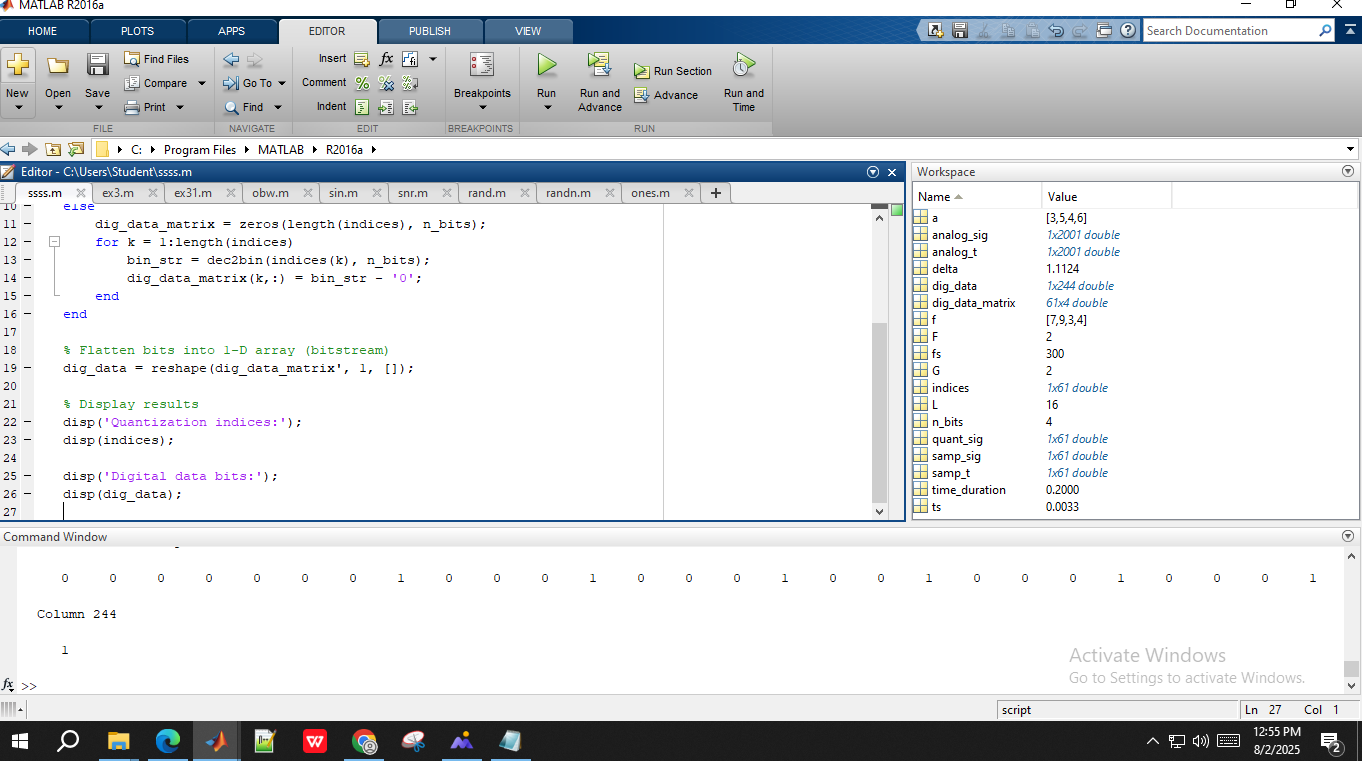 MATLAB R2016a
HOME PLOTS APPS EDITOR PUBLISH VIEW
Search Documentation
New Open Save Find Files Compare Print
Insert fx Comment Indent
Go To Find
Breakpoints Run Run and Advance Run Section Advance Run and Time
FILE NAVIGATE EDIT BREAKPOINTS RUN
C: Program Files MATLAB R2016a
Editor - C:\Users\Student\ssss.m
ssss.m ex3.m ex31.m obw.m sin.m snr.m rand.m randn.m ones.m
10 else
11 dig_data_matrix = zeros(length(indices), n_bits);
12 for k = 1:length(indices)
13 bin_str = dec2bin(indices(k), n_bits);
14 dig_data_matrix(k,:) = bin_str - '0';
15 end
16 end
17
18 % Flatten bits into 1-D array (bitstream)
19 dig_data = reshape(dig_data_matrix', 1, []);
20
21 % Display results
22 disp('Quantization indices:');
23 disp(indices);
24
25 disp('Digital data bits:');
26 disp(dig_data);
27
Workspace
Name Value
a [3,5,4,6]
analog_sig 1x2001 double
analog_t 1x2001 double
delta 1.1124
dig_data 1x244 double
dig_data_matrix 61x4 double
f [7,9,3,4]
F 2
fs 300
G 2
indices 1x61 double
L 16
n_bits 4
quant_sig 1x61 double
samp_sig 1x61 double
samp_t 1x61 double
time_duration 0.2000
ts 0.0033
Command Window
0 0 0 0 0 0 0 1 0 0 0 1 0 0 0 1 0 0 1 0 0 0 1 0 0 0 1
Column 244
1
fx >>
Activate Windows
Go to Settings to activate Windows.
script Ln 27 Col 1
12:55 PM
8/2/2025
2